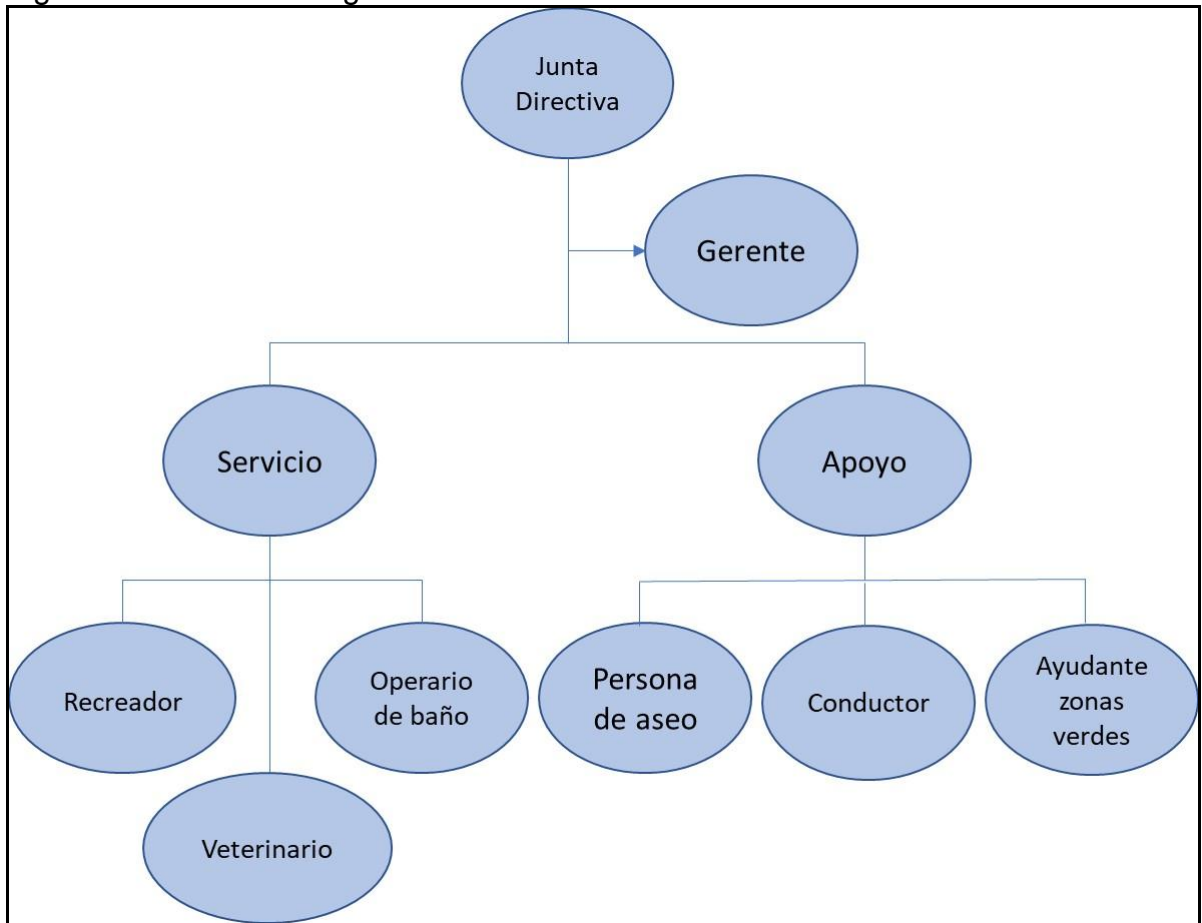 Junta
Directiva
Gerente
Servicio
Apoyo
Recreador
Operario
de baño
Persona
de aseo
Conductor
Ayudante
zonas
verdes
Veterinario